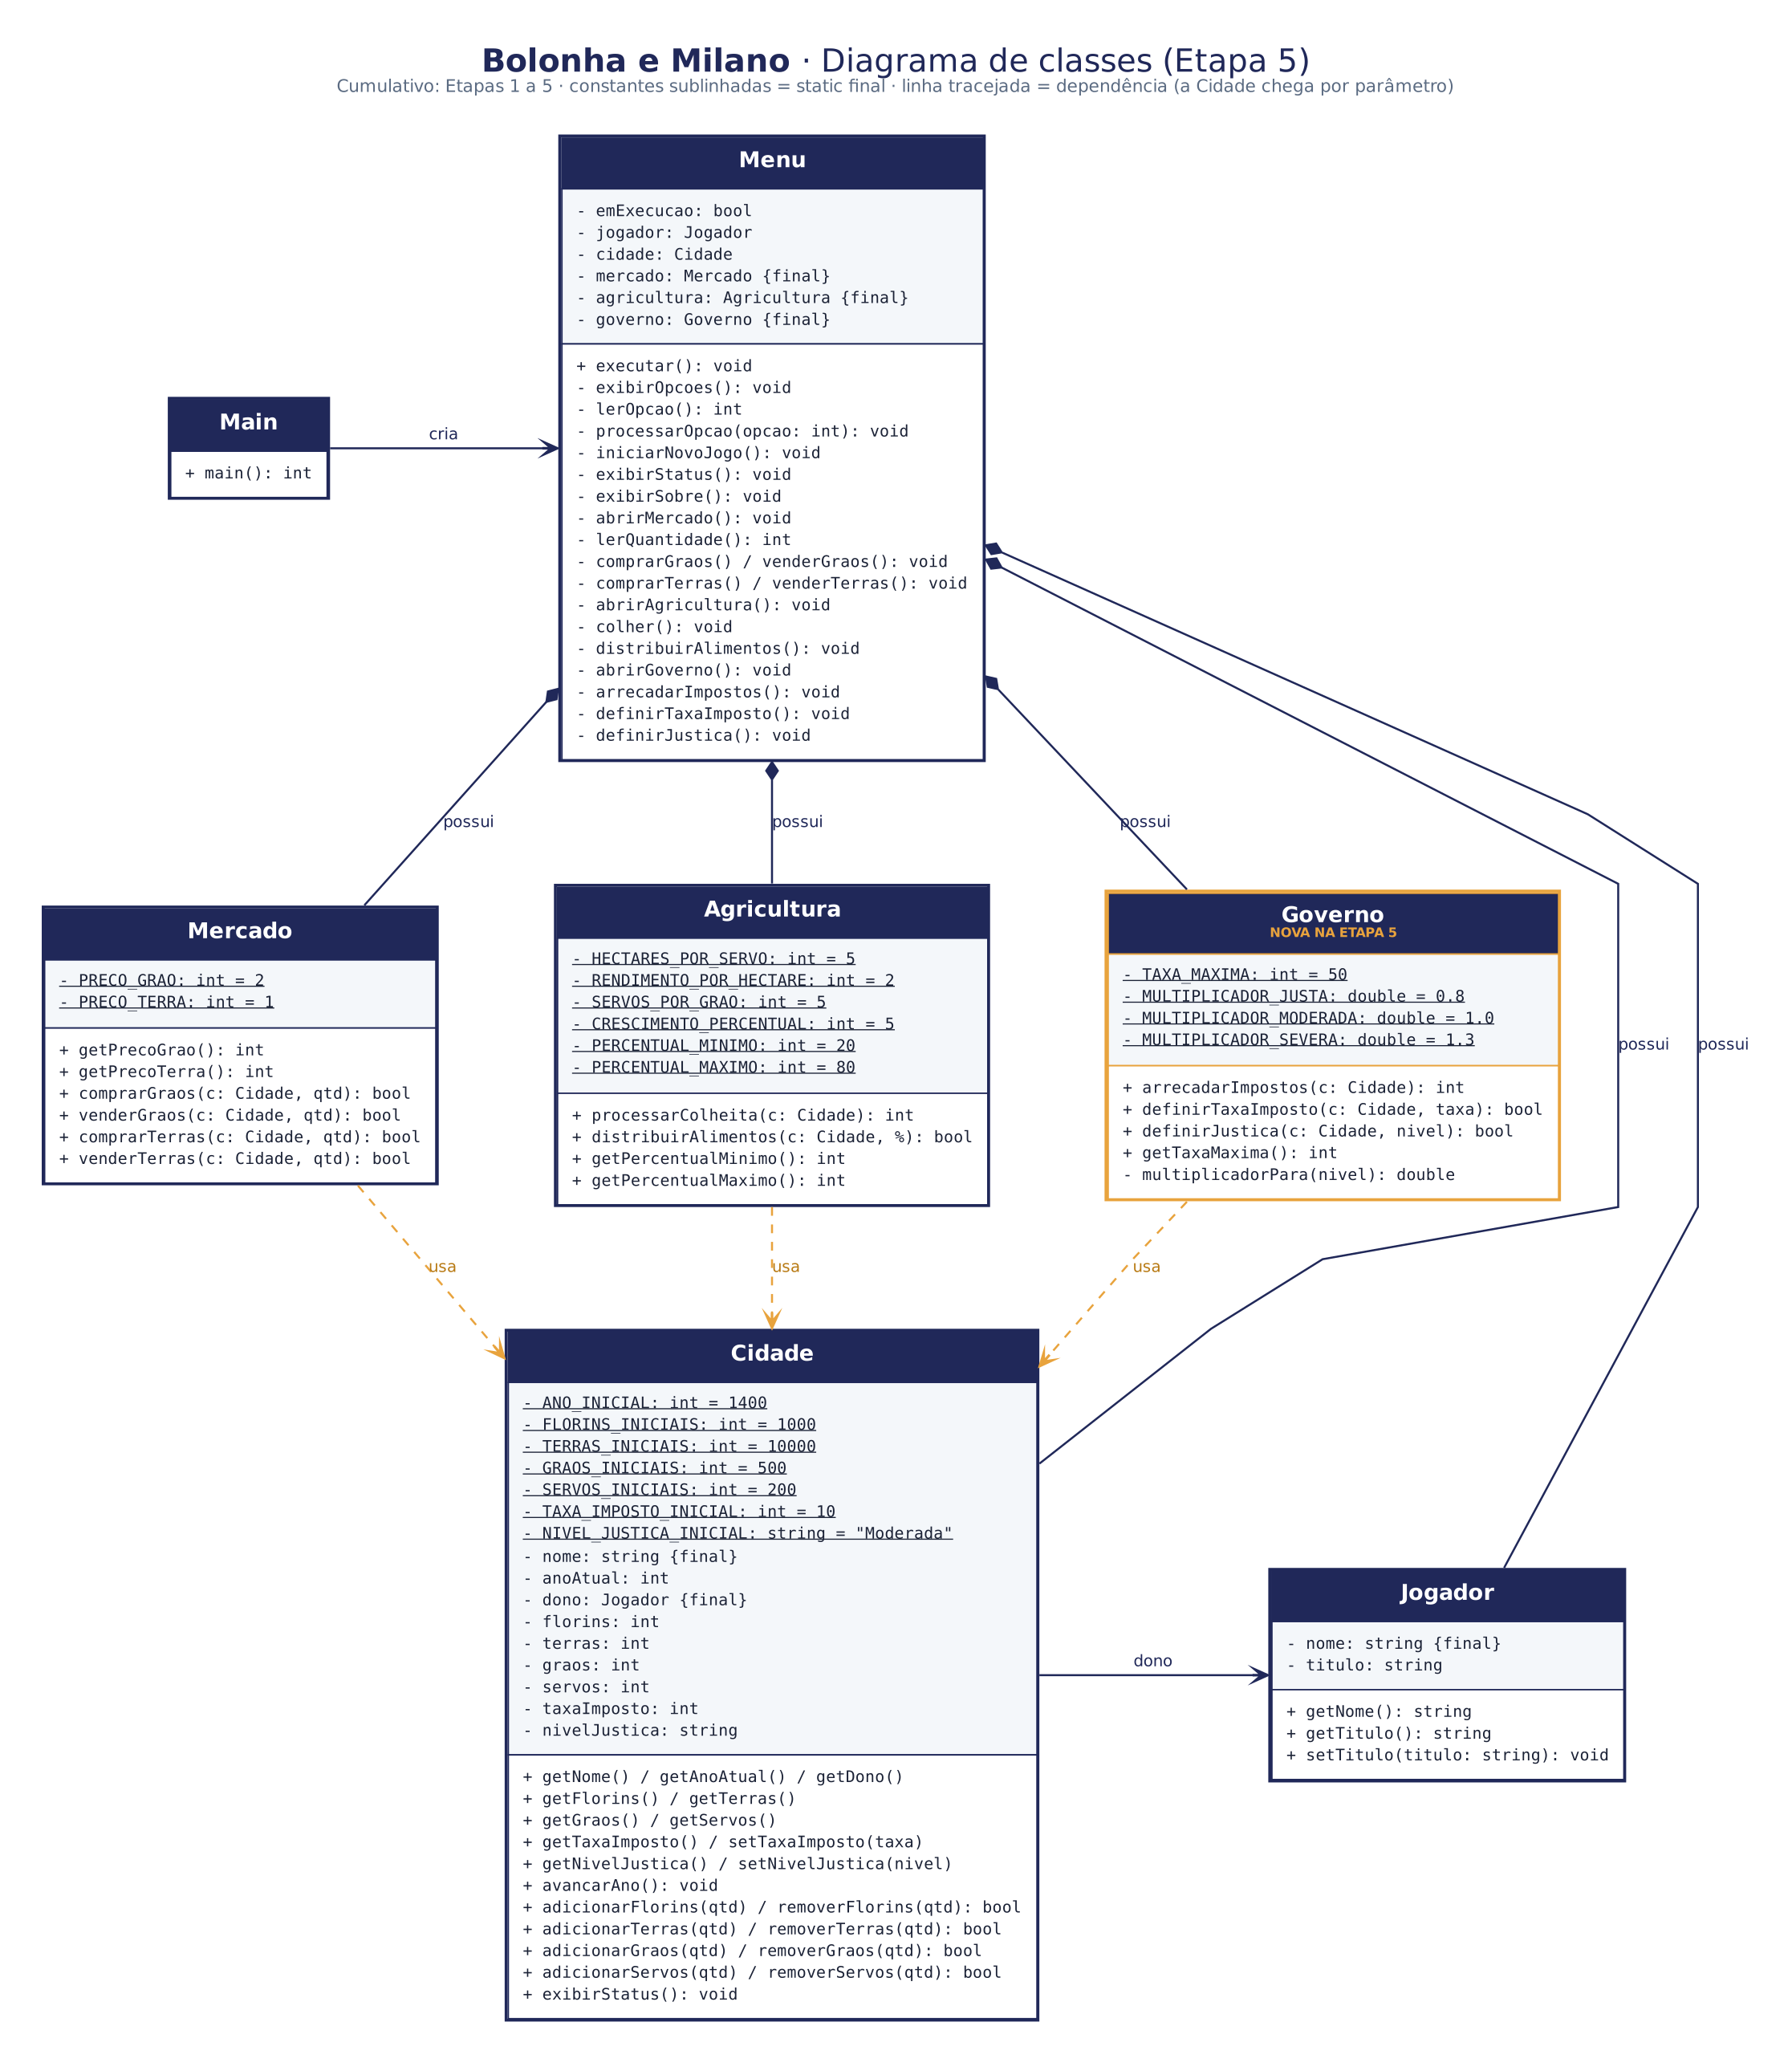 Bolonha e Milano · Diagrama de classes (Etapa 5)
Cumulativo: Etapas 1 a 5 · constantes sublinhadas = static final · linha tracejada = dependência (a Cidade chega por parâmetro)
Menu
- emExecucao: bool
- jogador: Jogador
- cidade: Cidade
- mercado: Mercado {final}
- agricultura: Agricultura {final}
- governo: Governo {final}
+ executar(): void
- exibirOpcoes(): void
- lerOpcao(): int
- processarOpcao(opcao: int): void
- iniciarNovoJogo(): void
- exibirStatus(): void
- exibirSobre(): void
- abrirMercado(): void
- lerQuantidade(): int
- comprarGraos() / venderGraos(): void
- comprarTerras() / venderTerras(): void
- abrirAgricultura(): void
- colher(): void
- distribuirAlimentos(): void
- abrirGoverno(): void
- arrecadarImpostos(): void
- definirTaxaImposto(): void
- definirJustica(): void
Main
+ main(): int
cria
possui
possui
possui
possui
possui
Mercado
- PRECO_GRAO: int = 2
- PRECO_TERRA: int = 1
+ getPrecoGrao(): int
+ getPrecoTerra(): int
+ comprarGraos(c: Cidade, qtd): bool
+ venderGraos(c: Cidade, qtd): bool
+ comprarTerras(c: Cidade, qtd): bool
+ venderTerras(c: Cidade, qtd): bool
Agricultura
- HECTARES_POR_SERVO: int = 5
- RENDIMENTO_POR_HECTARE: int = 2
- SERVOS_POR_GRAO: int = 5
- CRESCIMENTO_PERCENTUAL: int = 5
- PERCENTUAL_MINIMO: int = 20
- PERCENTUAL_MAXIMO: int = 80
+ processarColheita(c: Cidade): int
+ distribuirAlimentos(c: Cidade, %): bool
+ getPercentualMinimo(): int
+ getPercentualMaximo(): int
Governo
NOVA NA ETAPA 5
- TAXA_MAXIMA: int = 50
- MULTIPLICADOR_JUSTA: double = 0.8
- MULTIPLICADOR_MODERADA: double = 1.0
- MULTIPLICADOR_SEVERA: double = 1.3
+ arrecadarImpostos(c: Cidade): int
+ definirTaxaImposto(c: Cidade, taxa): bool
+ definirJustica(c: Cidade, nivel): bool
+ getTaxaMaxima(): int
- multiplicadorPara(nivel): double
usa
usa
usa
Cidade
- ANO_INICIAL: int = 1400
- FLORINS_INICIAIS: int = 1000
- TERRAS_INICIAIS: int = 10000
- GRAOS_INICIAIS: int = 500
- SERVOS_INICIAIS: int = 200
- TAXA_IMPOSTO_INICIAL: int = 10
- NIVEL_JUSTICA_INICIAL: string = "Moderada"
- nome: string {final}
- anoAtual: int
- dono: Jogador {final}
- florins: int
- terras: int
- graos: int
- servos: int
- taxaImposto: int
- nivelJustica: string
+ getNome() / getAnoAtual() / getDono()
+ getFlorins() / getTerras()
+ getGraos() / getServos()
+ getTaxaImposto() / setTaxaImposto(taxa)
+ getNivelJustica() / setNivelJustica(nivel)
+ avancarAno(): void
+ adicionarFlorins(qtd) / removerFlorins(qtd): bool
+ adicionarTerras(qtd) / removerTerras(qtd): bool
+ adicionarGraos(qtd) / removerGraos(qtd): bool
+ adicionarServos(qtd) / removerServos(qtd): bool
+ exibirStatus(): void
dono
Jogador
- nome: string {final}
- titulo: string
+ getNome(): string
+ getTitulo(): string
+ setTitulo(titulo: string): void